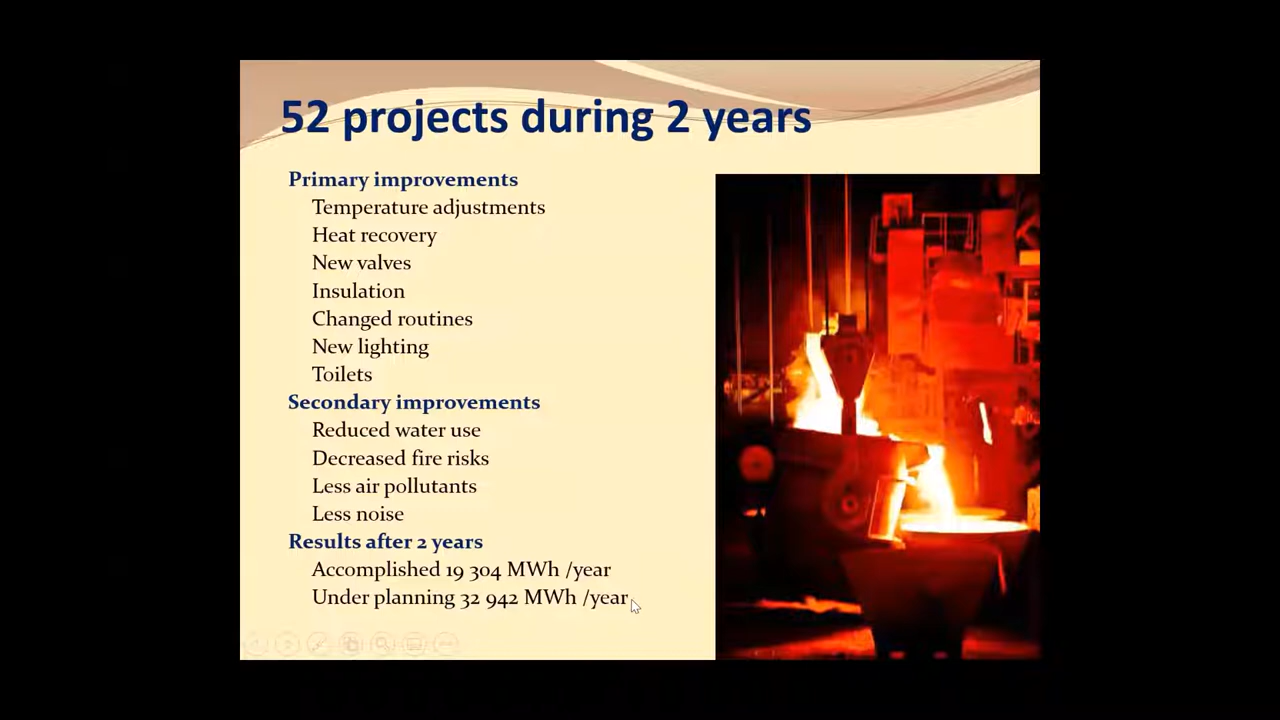 52 projects during 2 years
Primary improvements
Temperature adjustments
Heat recovery
New valves
Insulation
Changed routines
New lighting
Toilets
Secondary improvements
Reduced water use
Decreased fire risks
Less air pollutants
Less noise
Results after 2 years
Accomplished 19 304 MWh /year
Under planning 32 942 MWh /year